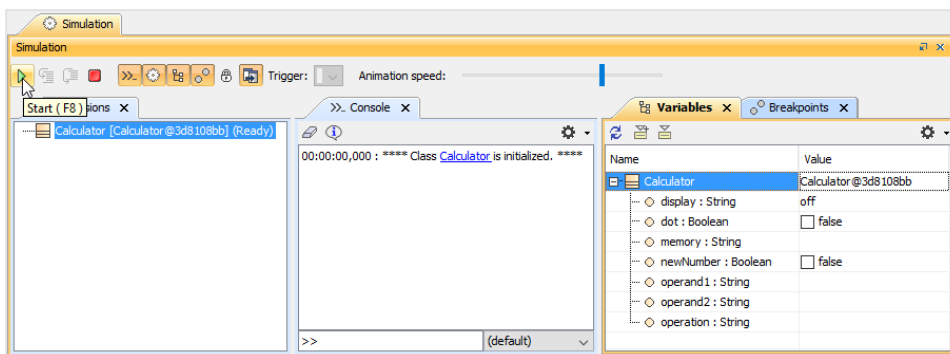 Simulation
Simulation
Trigger:
Animation speed:
Start ( F8 )
sions
Console
Variables
Breakpoints
Calculator [Calculator@3d8108bb] (Ready)
00:00:00,000 : **** Class Calculator is initialized. ****
Name Value
Calculator Calculator@3d8108bb
display : String off
dot : Boolean false
memory : String
newNumber : Boolean false
operand1 : String
operand2 : String
operation : String
>> (default)